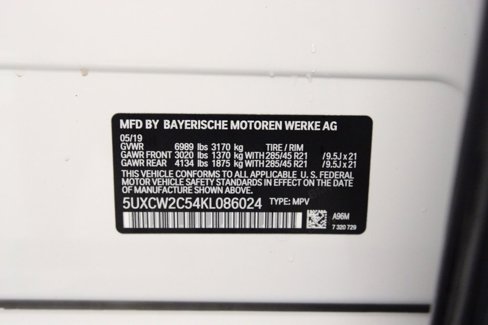 MFD BY BAYERISCHE MOTOREN WERKE AG
05/19
GVWR 6989 lbs 3170 kg TIRE / RIM
GAWR FRONT 3020 lbs 1370 kg WITH 285/45 R21 / 9.5J x 21
GAWR REAR 4134 lbs 1875 kg WITH 285/45 R21 / 9.5J x 21
THIS VEHICLE CONFORMS TO ALL APPLICABLE U.S. FEDERAL
MOTOR VEHICLE SAFETY STANDARDS IN EFFECT ON THE DATE
OF MANUFACTURE SHOWN ABOVE.
5UXCW2C54KL086024 TYPE: MPV
A96M
7 320 729